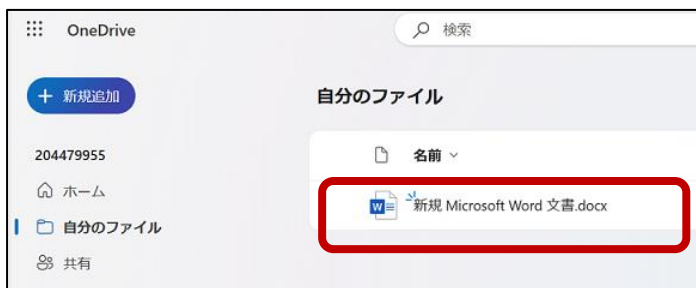 OneDrive
検索
+ 新規追加
自分のファイル
204479955
名前
ホーム
新規 Microsoft Word 文書.docx
自分のファイル
共有